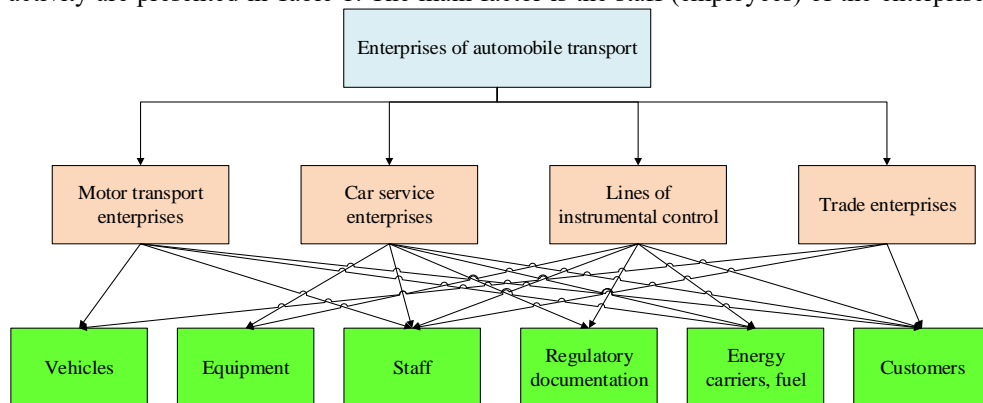 activity are presented in Table 1. The main factor is the staff (employees) of the enterprise
Enterprises of automobile transport
Motor transport
enterprises
Car service
enterprises
Lines of
instrumental control
Trade enterprises
Vehicles
Equipment
Staff
Regulatory
documentation
Energy
carriers, fuel
Customers